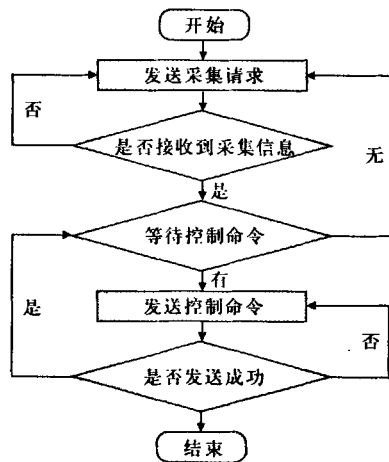 开始
发送采集请求
否
是否接收到采集信息
无
是
等待控制命令
有
是
发送控制命令
否
是否发送成功
结束